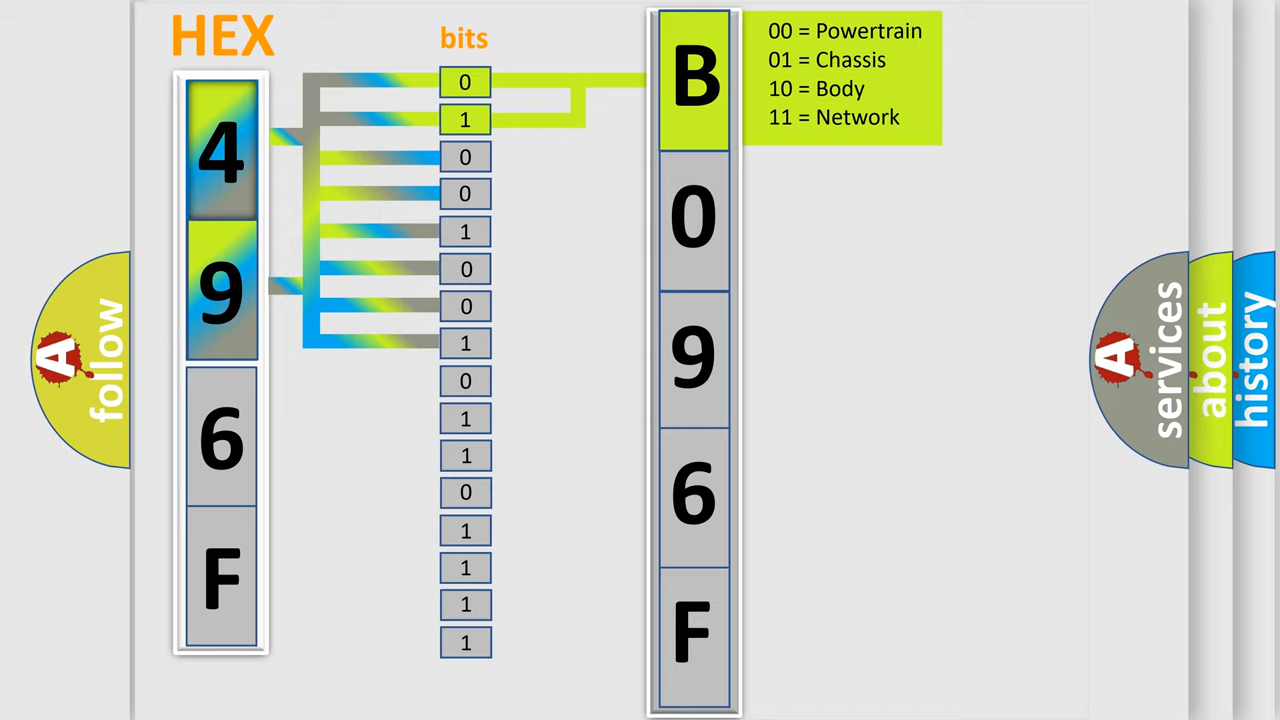 HEX
bits
4
9
6
F
0
1
0
0
1
0
0
1
0
1
1
0
1
1
1
1
B
0
9
6
F
00 = Powertrain
01 = Chassis
10 = Body
11 = Network
A
follow
A
services
about
history